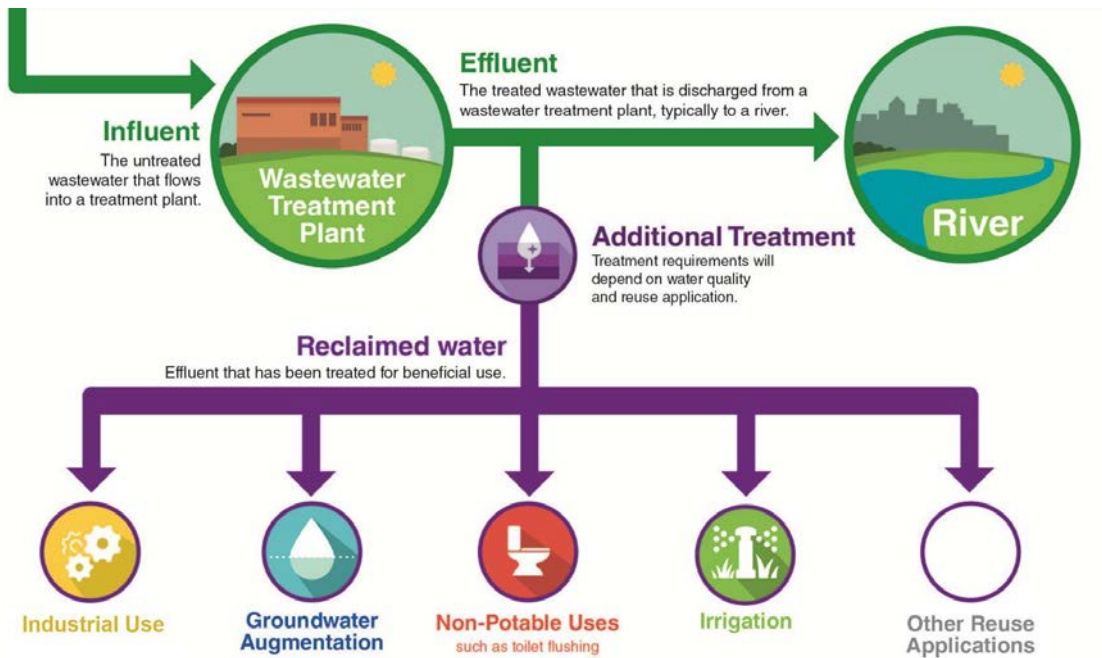 Influent
The untreated
wastewater that flows
into a treatment plant.
Wastewater
Treatment
Plant
Effluent
The treated wastewater that is discharged from a
wastewater treatment plant, typically to a river.
River
Additional Treatment
Treatment requirements will
depend on water quality
and reuse application.
Reclaimed water
Effluent that has been treated for beneficial use.
Industrial Use
Groundwater
Augmentation
Non-Potable Uses
such as toilet flushing
Irrigation
Other Reuse
Applications